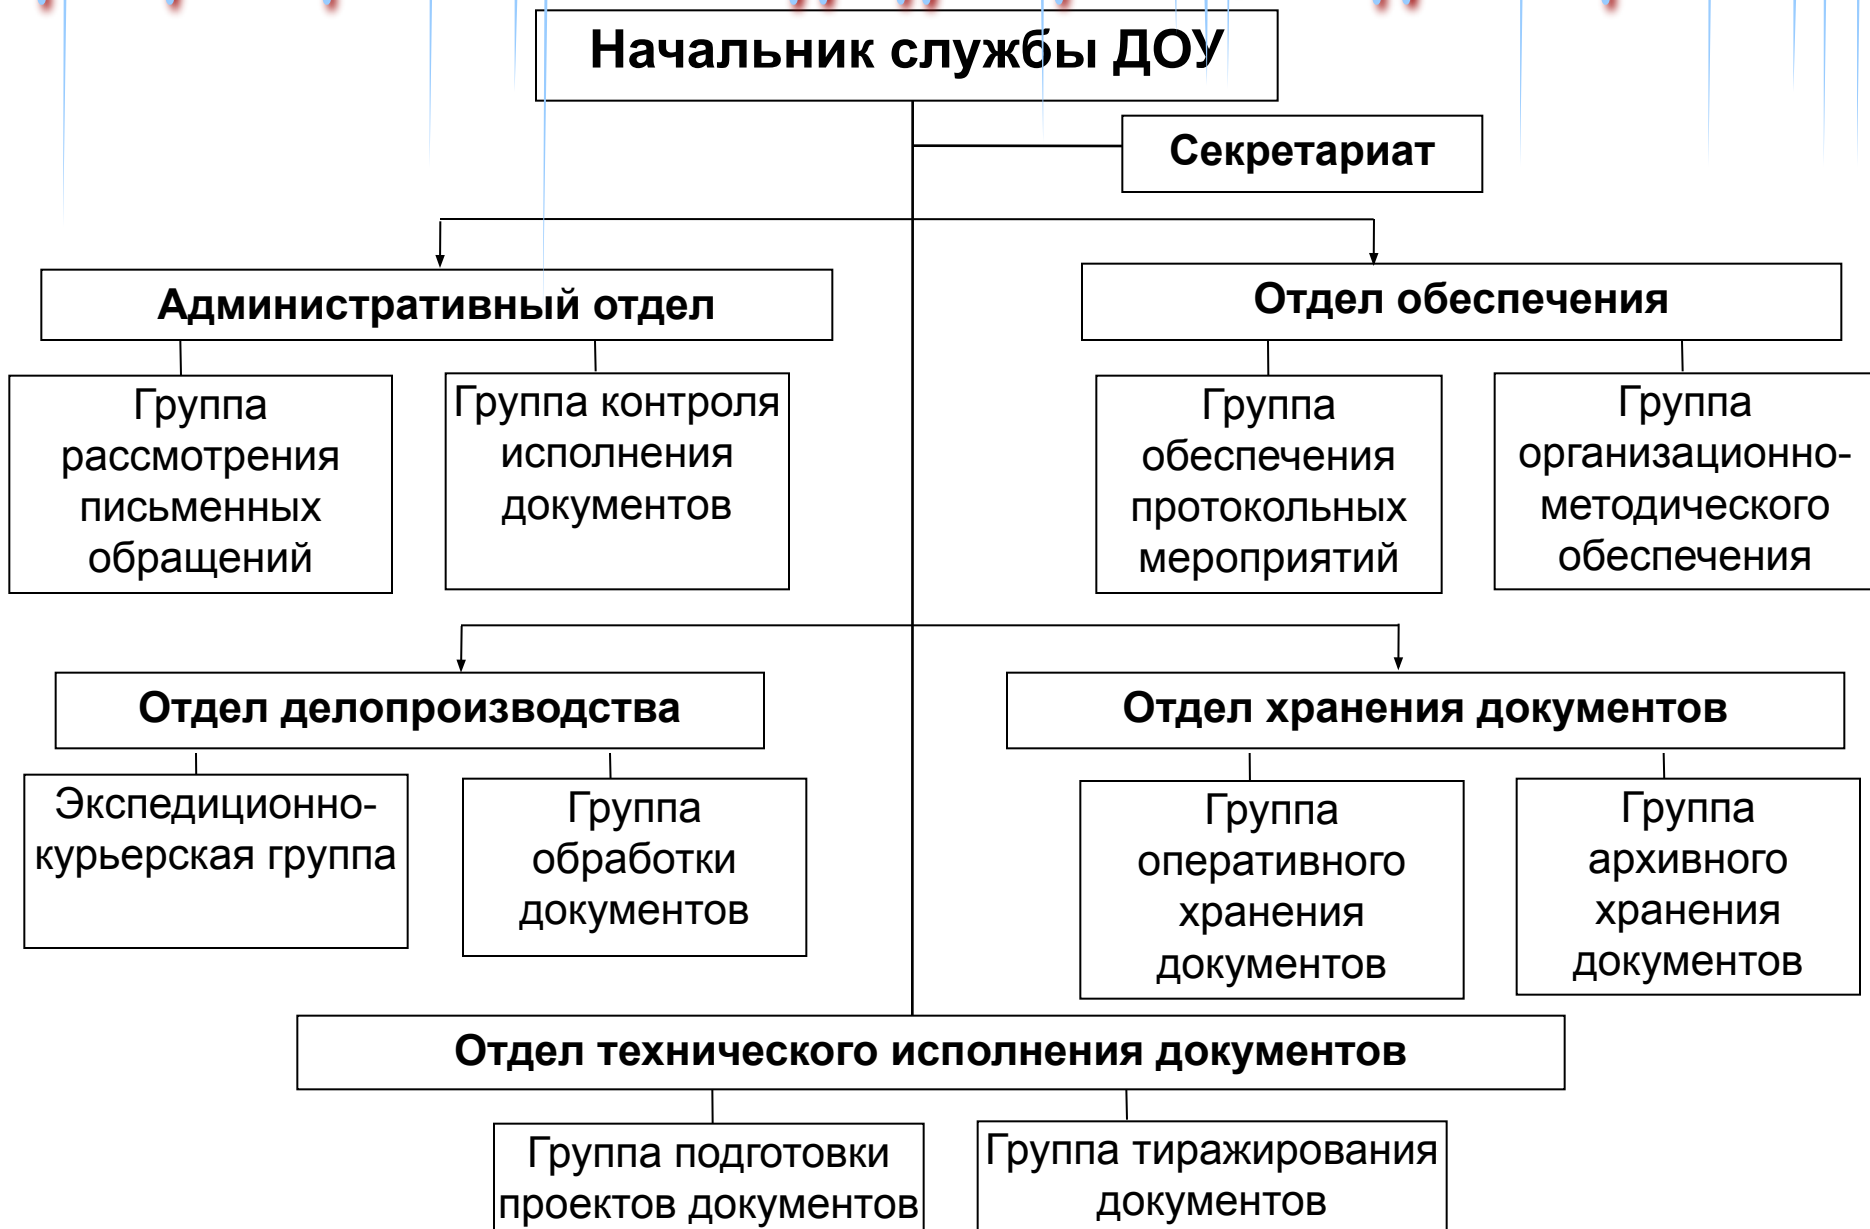 Начальник службы ДОУ
Секретариат
Административный отдел
Отдел обеспечения
Группа
рассмотрения
письменных
обращений
Группа контроля
исполнения
документов
Группа
обеспечения
протокольных
мероприятий
Группа
организационно-
методического
обеспечения
Отдел делопроизводства
Отдел хранения документов
Экспедиционно-
курьерская группа
Группа
обработки
документов
Группа
оперативного
хранения
документов
Группа
архивного
хранения
документов
Отдел технического исполнения документов
Группа подготовки
проектов документов
Группа тиражирования
документов